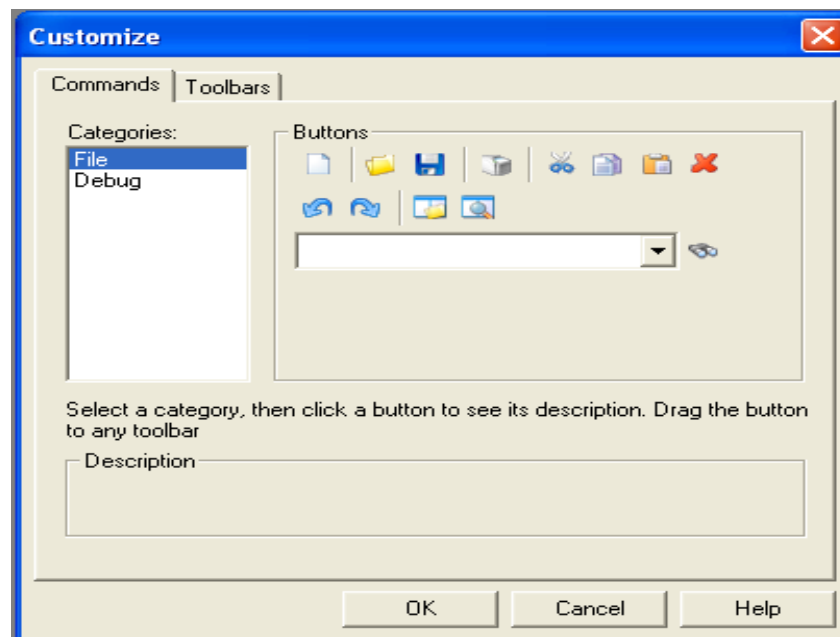 Customize
Commands
Toolbars
Categories:
File
Debug
Buttons
Select a category, then click a button to see its description. Drag the button
to any toolbar
Description
OK
Cancel
Help